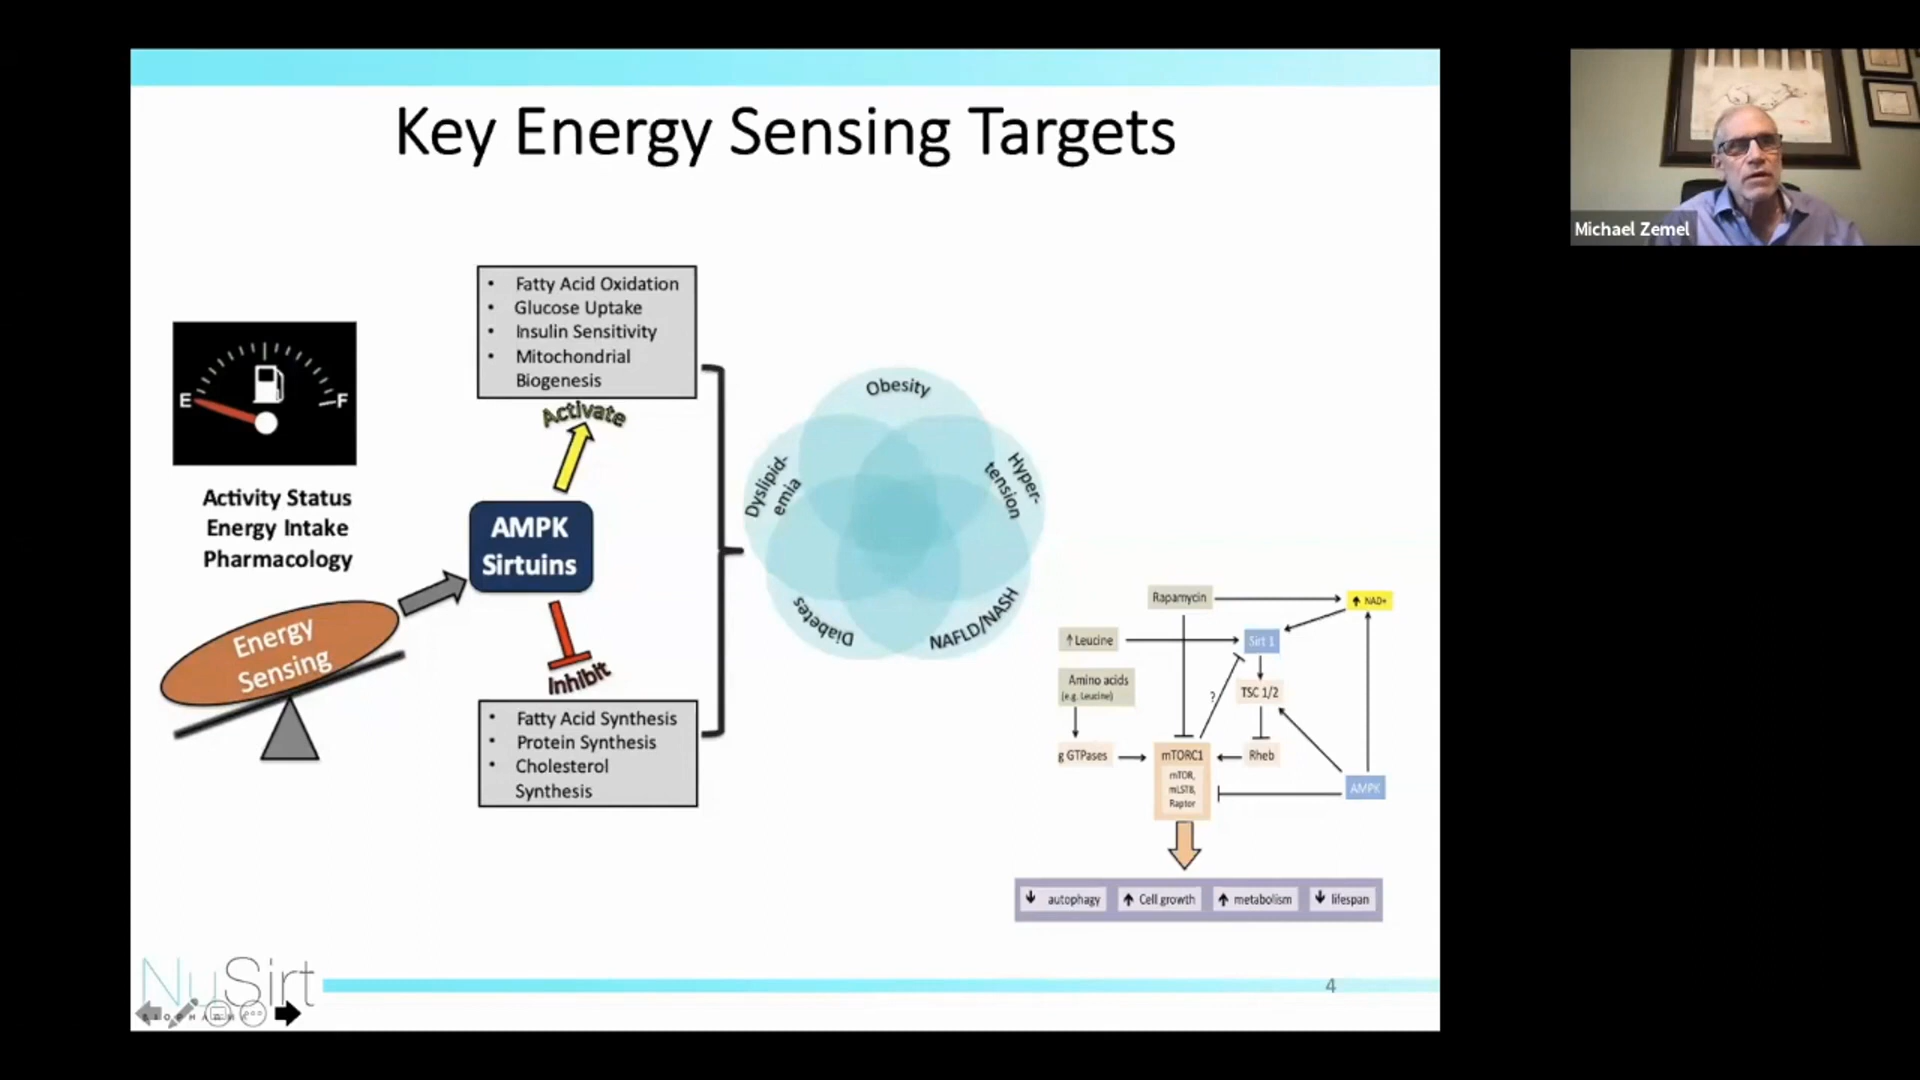 Key Energy Sensing Targets
Michael Zemel
• Fatty Acid Oxidation
• Glucose Uptake
• Insulin Sensitivity
• Mitochondrial
Biogenesis
E
F
Activate
Activity Status
Energy Intake
Pharmacology
AMPK
Sirtuins
Energy
Sensing
Inhibit
• Fatty Acid Synthesis
• Protein Synthesis
• Cholesterol
Synthesis
Obesity
Dyslipid-
emia
Hyper-
tension
Diabetes
NAFLD/NASH
Rapamycin
↑ NAD+
↑ Leucine
Sirt 1
Amino acids
(e.g. Leucine)
?
TSC 1/2
g GTPases
mTORC1
Rheb
mTOR,
mLST8,
Raptor
AMPK
↓ autophagy
↑ Cell growth
↑ metabolism
↓ lifespan
NuSirt
4